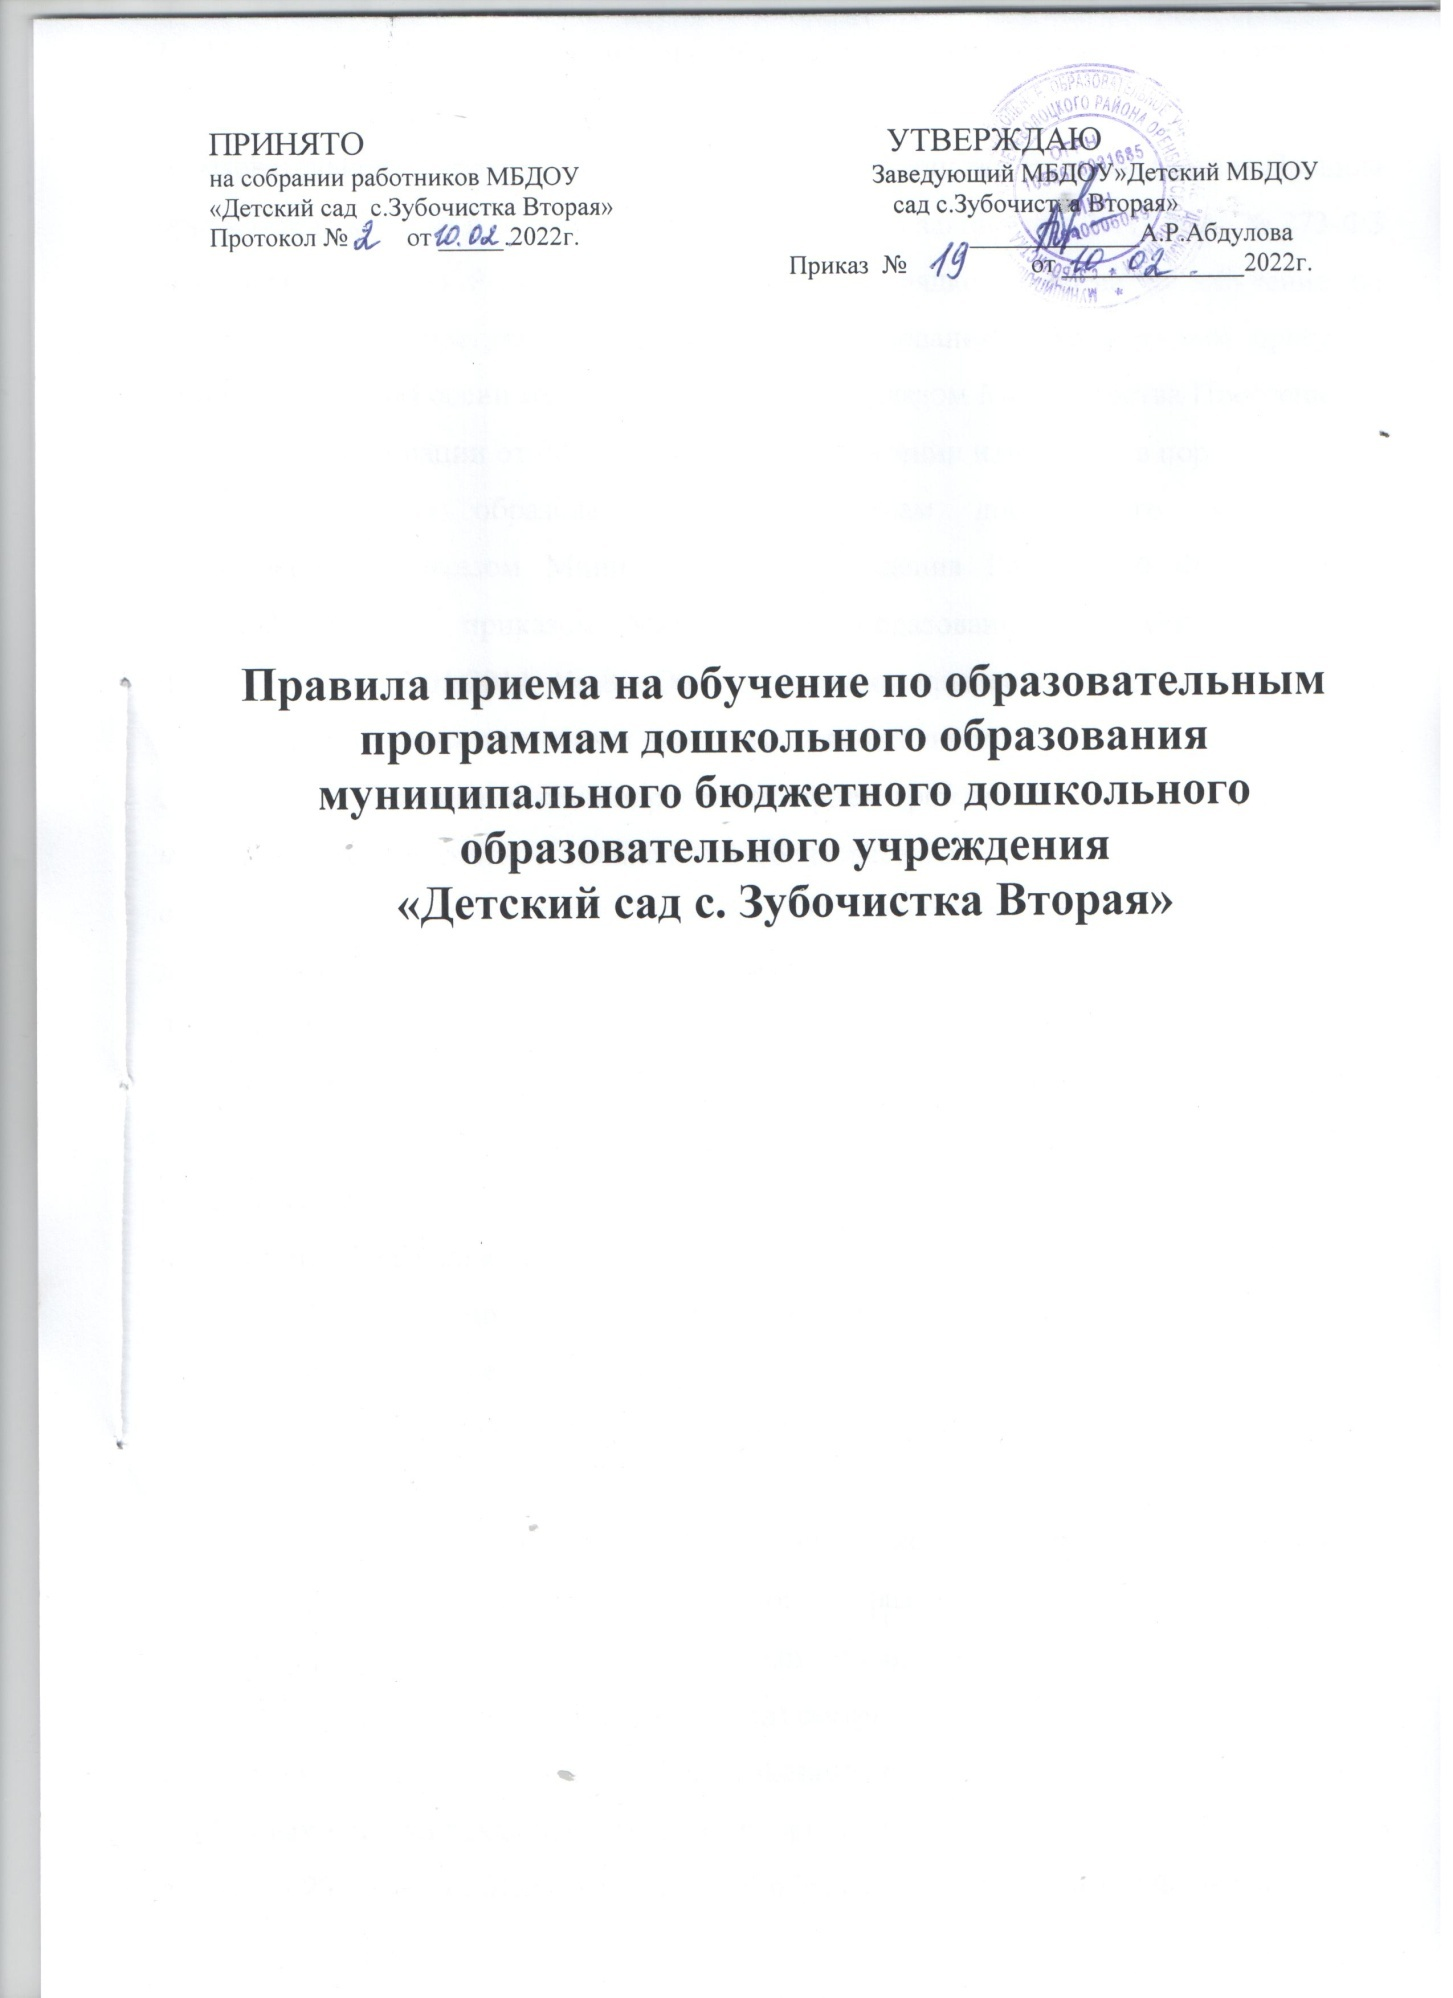 ПРИНЯТО
на собрании работников МБДОУ
«Детский сад с.Зубочистка Вторая»
Протокол № 2 от 10.02.2022г.
УТВЕРЖДАЮ
Заведующий МБДОУ»Детский МБДОУ
сад с.Зубочистка Вторая»
А.Р.Абдулова
Приказ № 19 от 10 02 . 2022г.
Правила приема на обучение по образовательным
программам дошкольного образования
муниципального бюджетного дошкольного
образовательного учреждения
«Детский сад с. Зубочистка Вторая»